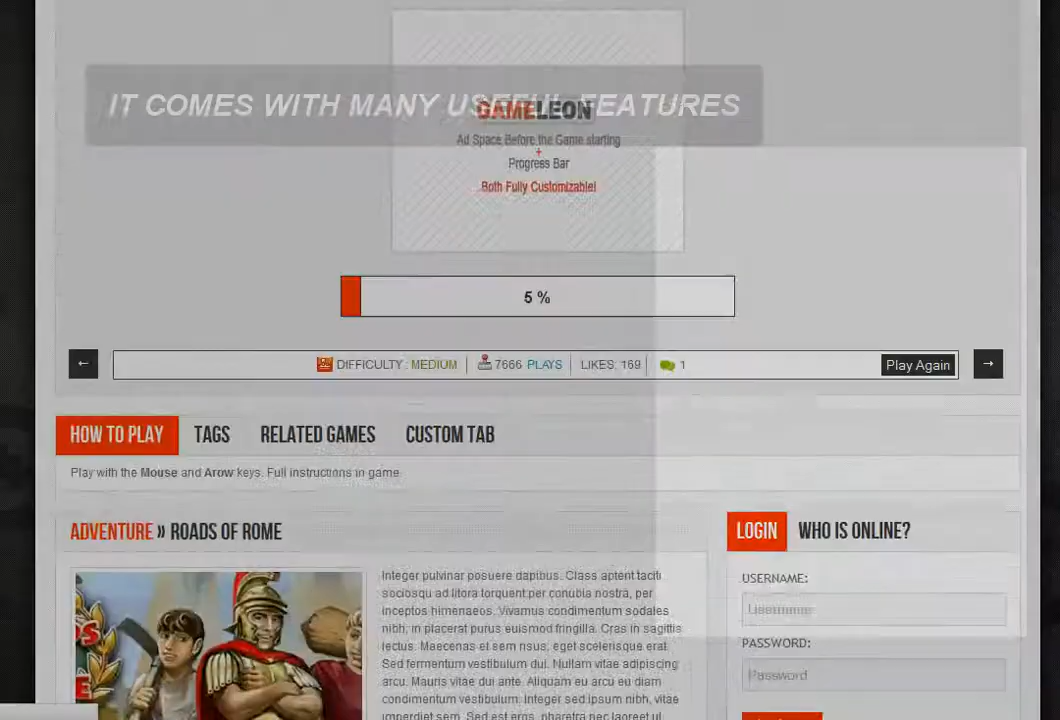 IT COMES WITH MANY USEFUL FEATURES
GAMELEON
Ad Space Before the Game starting
+
Progress Bar
Both Fully Customizable!
5 %
← DIFFICULTY : MEDIUM 7666 PLAYS LIKES: 169 1 Play Again →
HOW TO PLAY TAGS RELATED GAMES CUSTOM TAB
Play with the Mouse and Arow keys. Full instructions in game
ADVENTURE » ROADS OF ROME
Integer pulvinar posuere dapibus. Class aptent taciti
sociosqu ad litora torquent per conubia nostra, per
inceptos himenaeos. Vivamus condimentum sodales
nibh, in placerat purus euismod fringilla. Cras in sagittis
lectus. Maecenas et sem nsus, eget scelerisque erat.
Sed fermentum vestibulum dui. Nullam vitae adipiscing
arcu. Mauris vitae dui ante. Aliquam eu arcu eu diam
condimentum vestibulum. Integer sed ipsum nibh, vitae
imperdiet sem. Sed est eros, pharetra nec laoreet ut
LOGIN WHO IS ONLINE?
USERNAME:
Username
PASSWORD:
Password